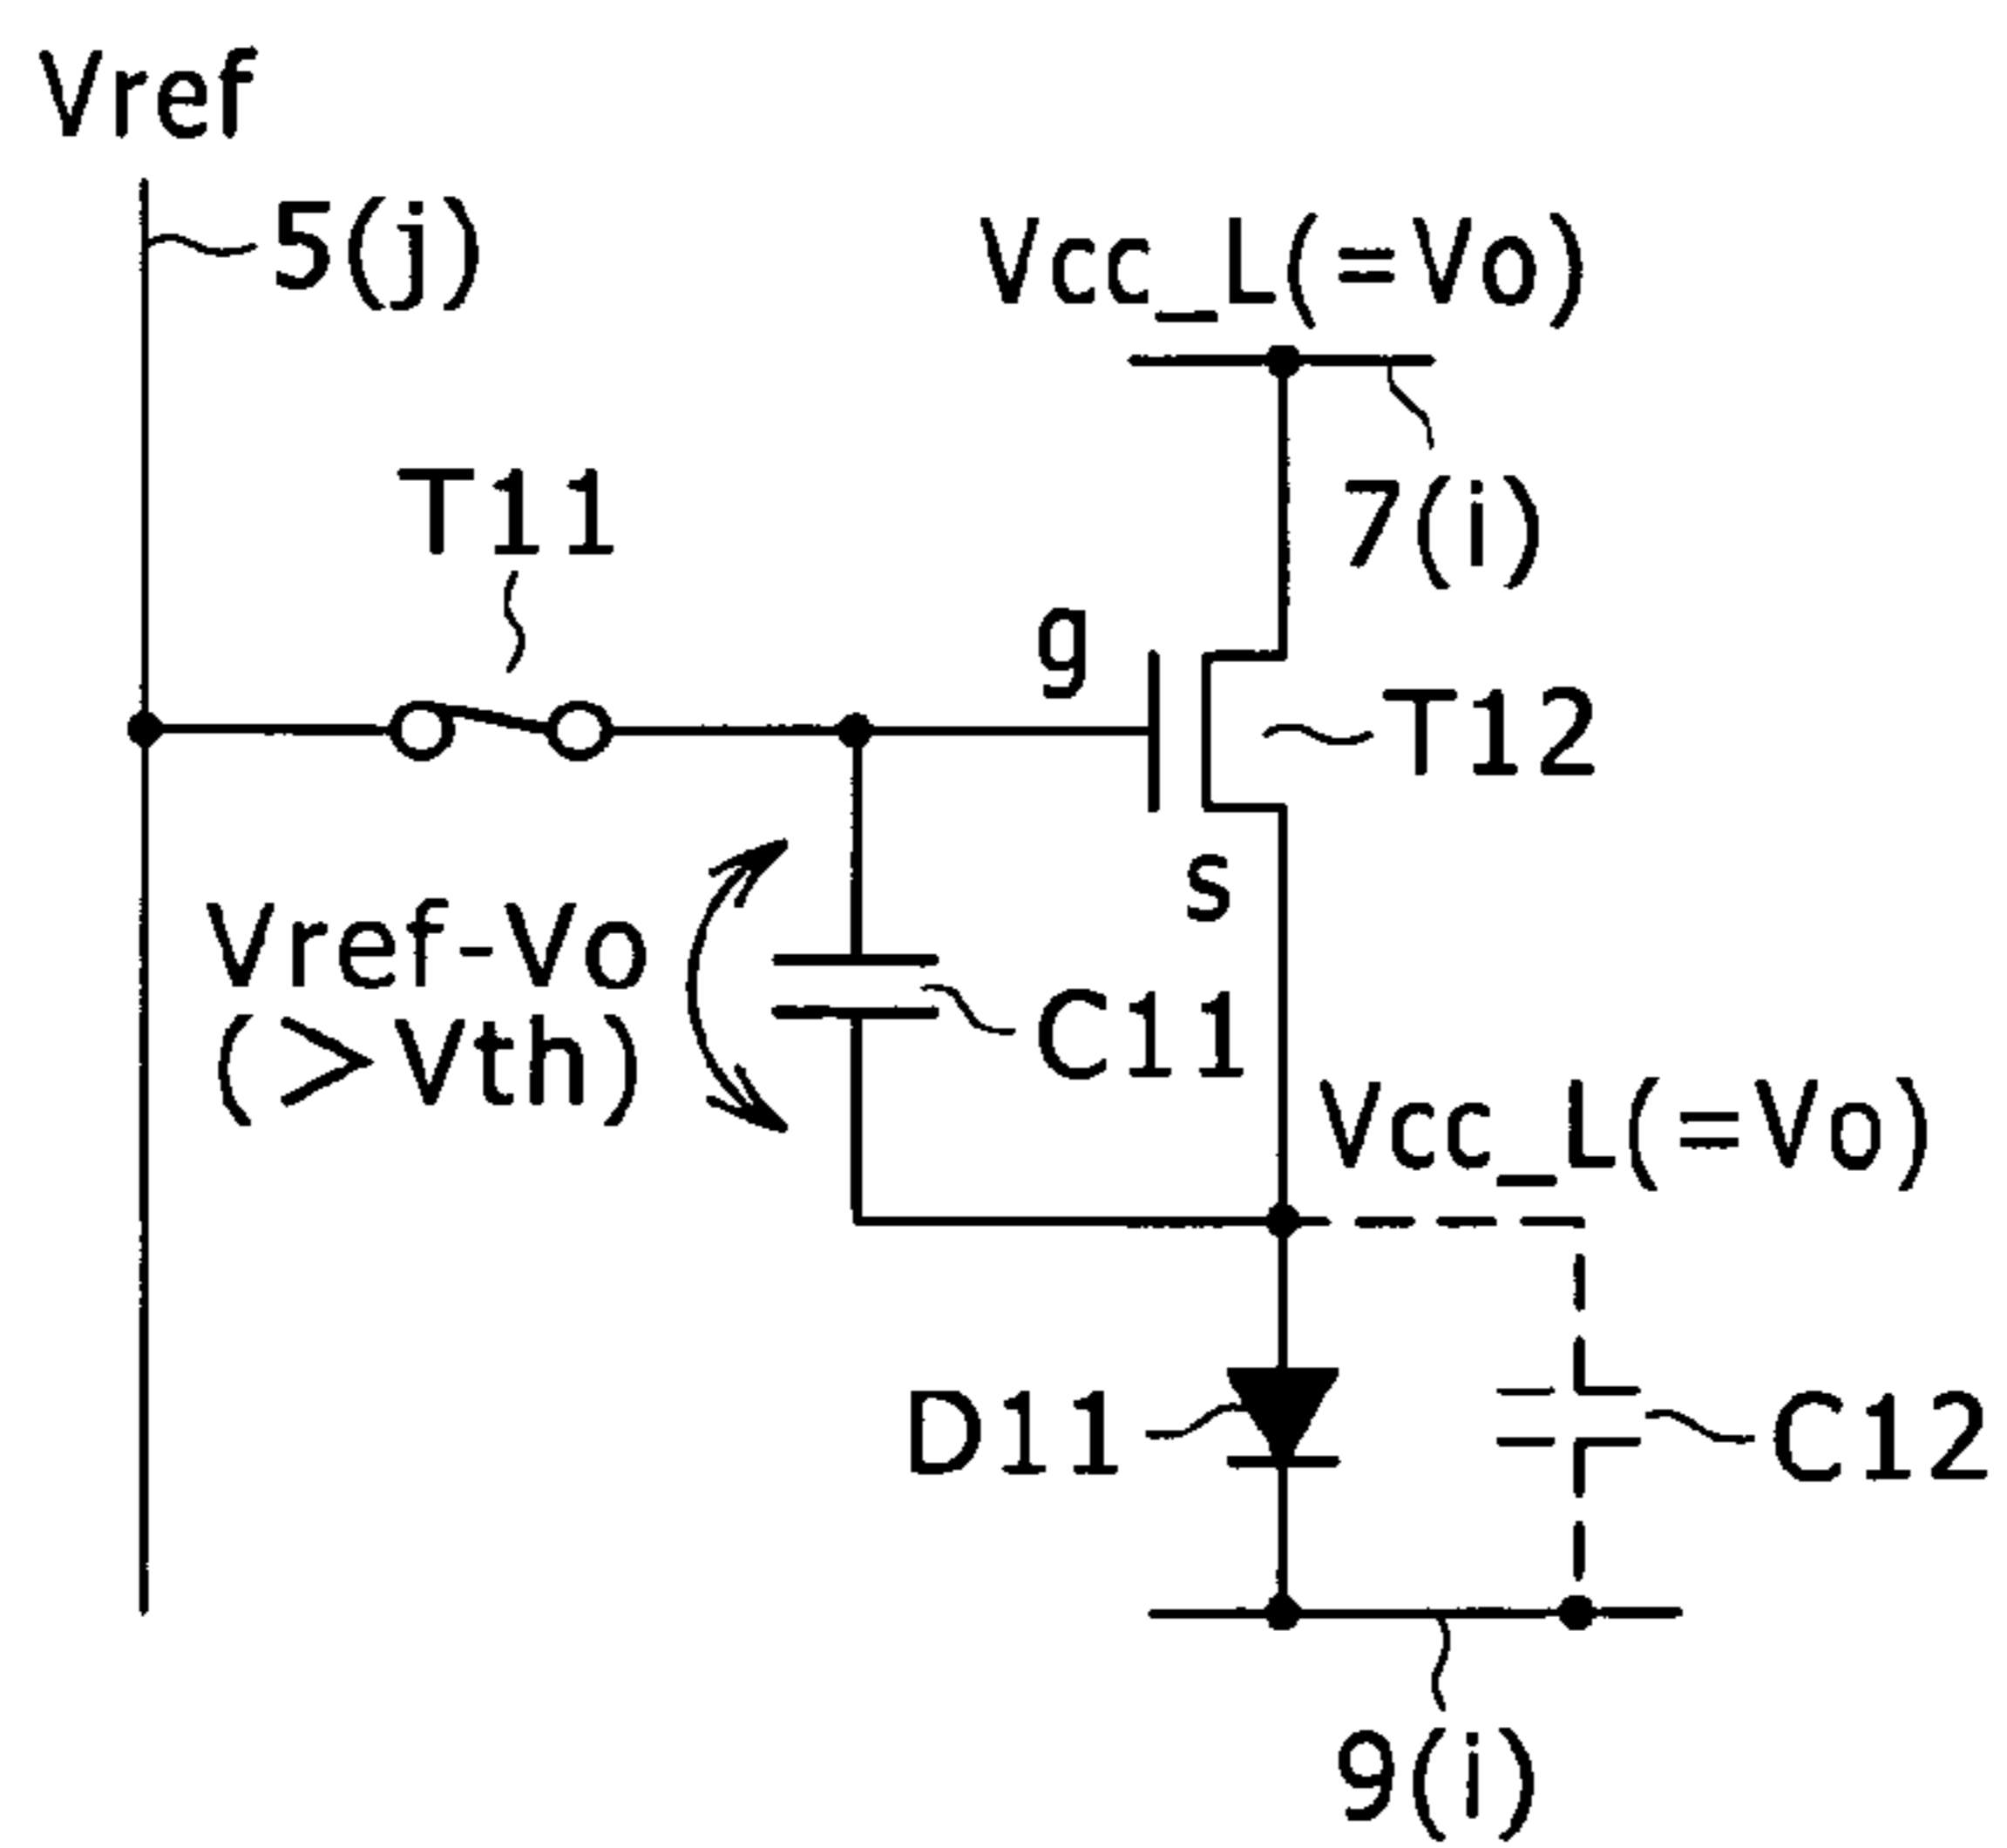 Vref
5(j)
Vcc_L(=Vo)
7(i)
T11
g
T12
s
Vref-Vo
(>Vth)
C11
Vcc_L(=Vo)
D11
C12
9(i)